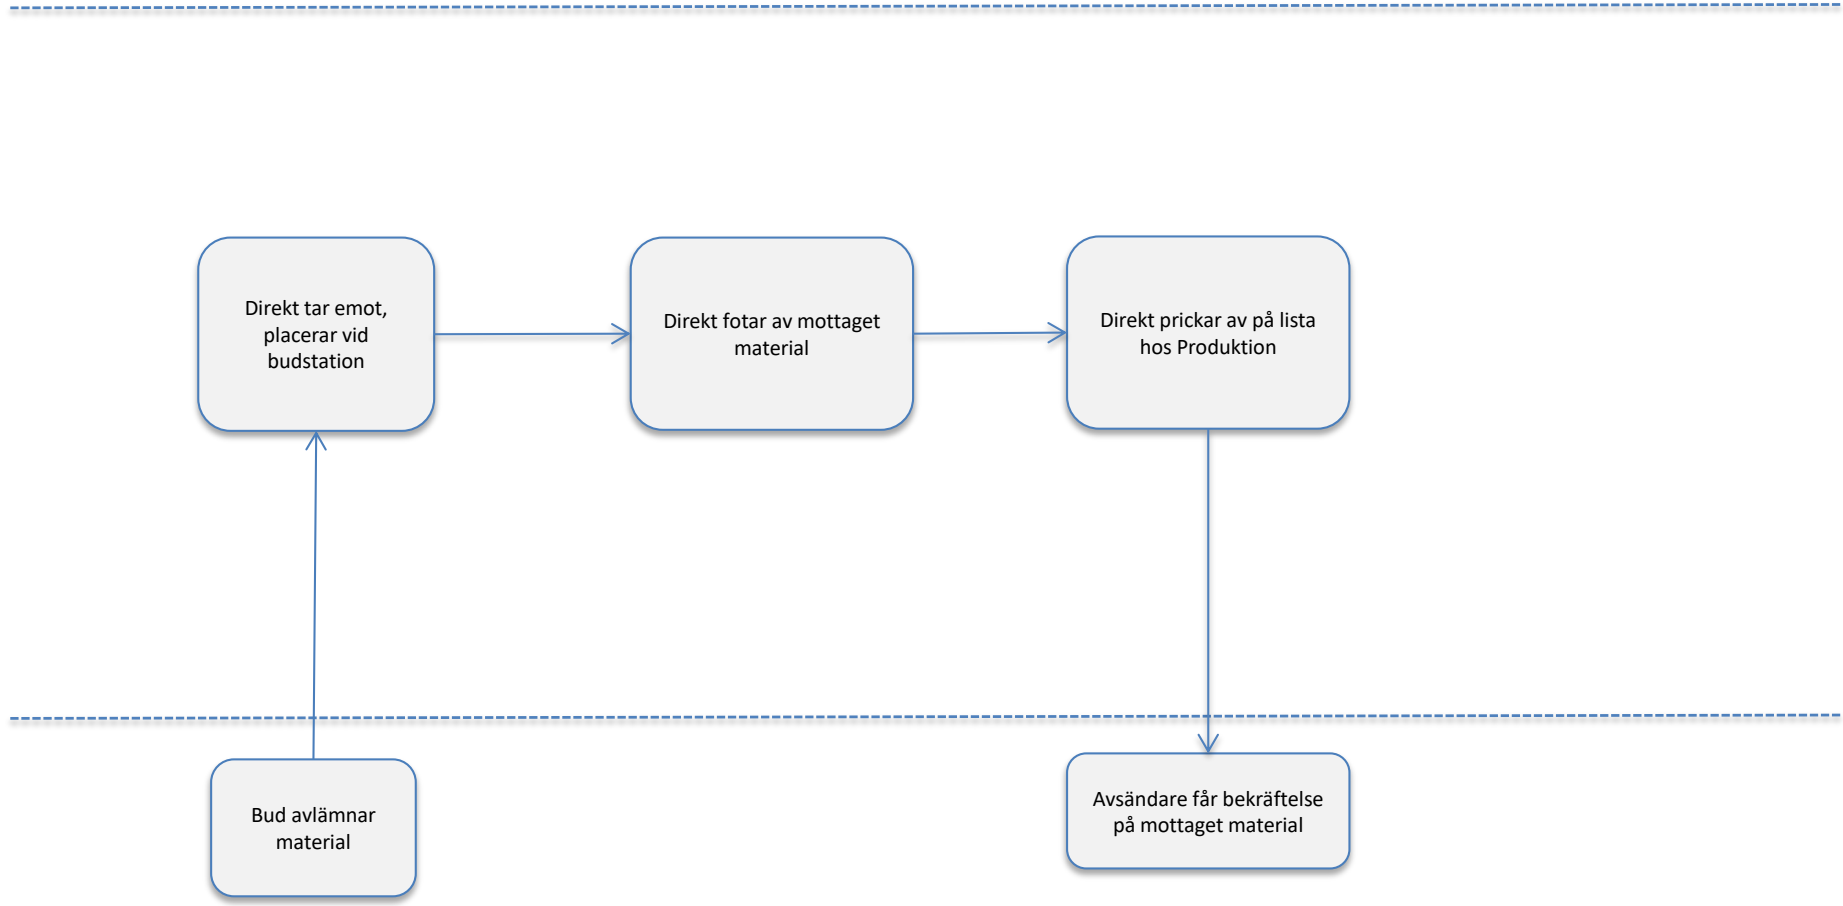 Direkt tar emot,
placerar vid
budstation
Direkt fotar av mottaget
material
Direkt prickar av på lista
hos Produktion
Bud avlämnar
material
Avsändare får bekräftelse
på mottaget material